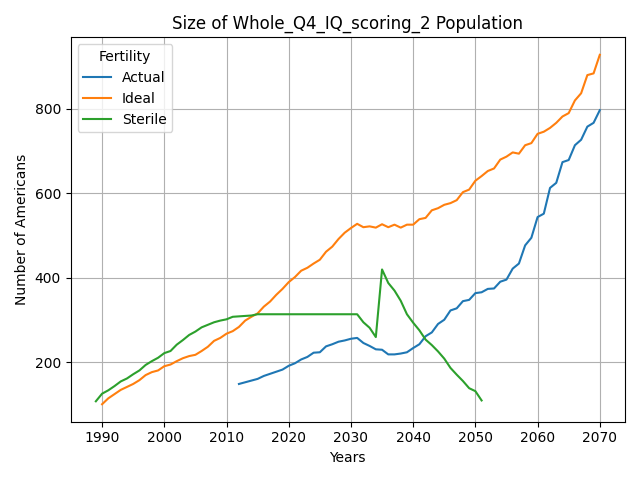 Size of Whole_Q4_IQ_scoring_2 Population
Fertility
Actual
Ideal
Sterile
Number of Americans
800
600
400
200
1990 2000 2010 2020 2030 2040 2050 2060 2070
Years